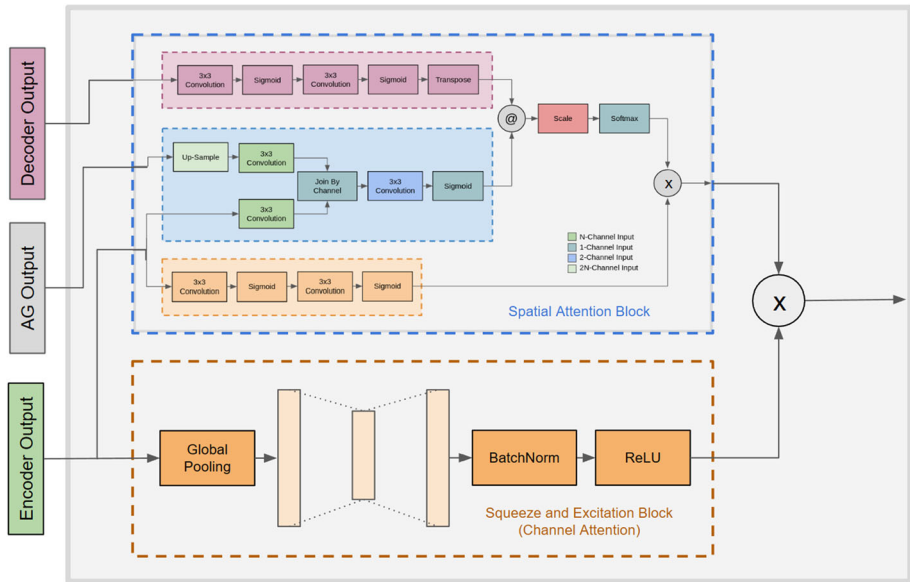 Decoder Output
AG Output
Encoder Output
3x3
Convolution
Sigmoid
3x3
Convolution
Sigmoid
Transpose
@
Scale
Softmax
Up-Sample
3x3
Convolution
Join By
Channel
3x3
Convolution
Sigmoid
3x3
Convolution
x
N-Channel Input
1-Channel Input
2-Channel Input
2N-Channel Input
3x3
Convolution
Sigmoid
3x3
Convolution
Sigmoid
Spatial Attention Block
x
Global
Pooling
BatchNorm
ReLU
Squeeze and Excitation Block
(Channel Attention)